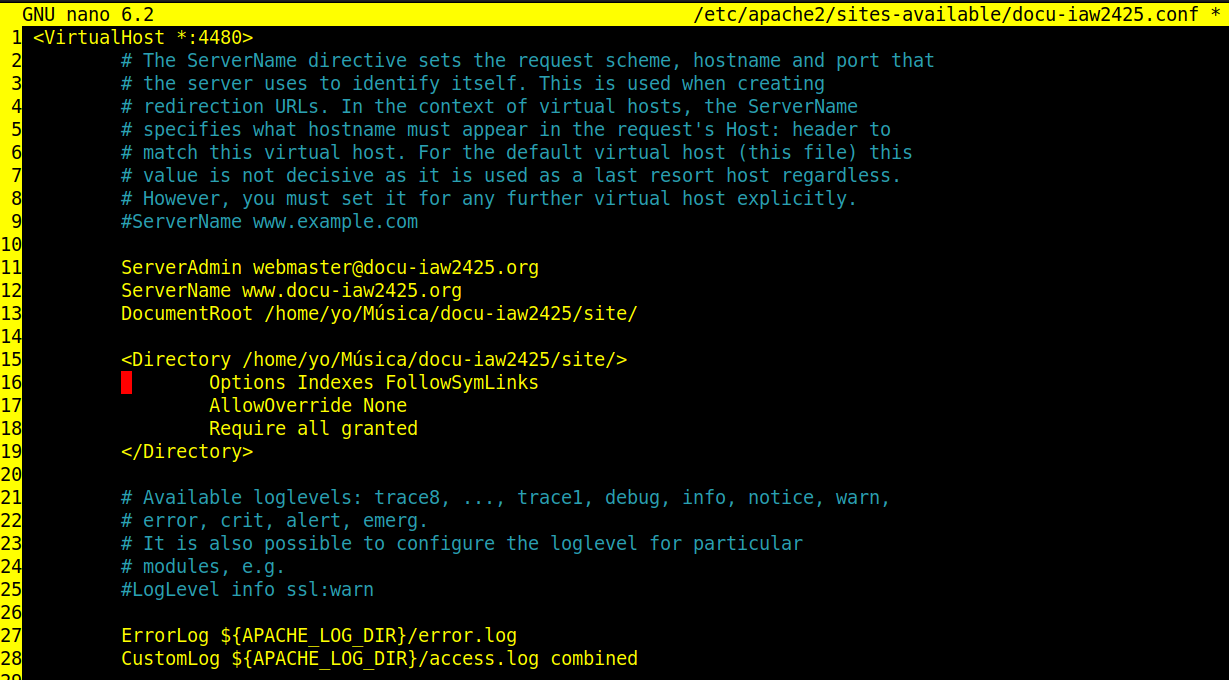 GNU nano 6.2 /etc/apache2/sites-available/docu-iaw2425.conf *
1 <VirtualHost *:4480>
2 # The ServerName directive sets the request scheme, hostname and port that
3 # the server uses to identify itself. This is used when creating
4 # redirection URLs. In the context of virtual hosts, the ServerName
5 # specifies what hostname must appear in the request's Host: header to
6 # match this virtual host. For the default virtual host (this file) this
7 # value is not decisive as it is used as a last resort host regardless.
8 # However, you must set it for any further virtual host explicitly.
9 #ServerName www.example.com
10
11 ServerAdmin webmaster@docu-iaw2425.org
12 ServerName www.docu-iaw2425.org
13 DocumentRoot /home/yo/Música/docu-iaw2425/site/
14
15 <Directory /home/yo/Música/docu-iaw2425/site/>
16 Options Indexes FollowSymLinks
17 AllowOverride None
18 Require all granted
19 </Directory>
20
21 # Available loglevels: trace8, ..., trace1, debug, info, notice, warn,
22 # error, crit, alert, emerg.
23 # It is also possible to configure the loglevel for particular
24 # modules, e.g.
25 #LogLevel info ssl:warn
26
27 ErrorLog ${APACHE_LOG_DIR}/error.log
28 CustomLog ${APACHE_LOG_DIR}/access.log combined
29